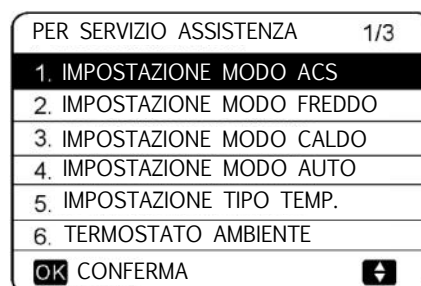 PER SERVIZIO ASSISTENZA 1/3
1. IMPOSTAZIONE MODO ACS
2. IMPOSTAZIONE MODO FREDDO
3. IMPOSTAZIONE MODO CALDO
4. IMPOSTAZIONE MODO AUTO
5. IMPOSTAZIONE TIPO TEMP.
6. TERMOSTATO AMBIENTE
OK CONFERMA